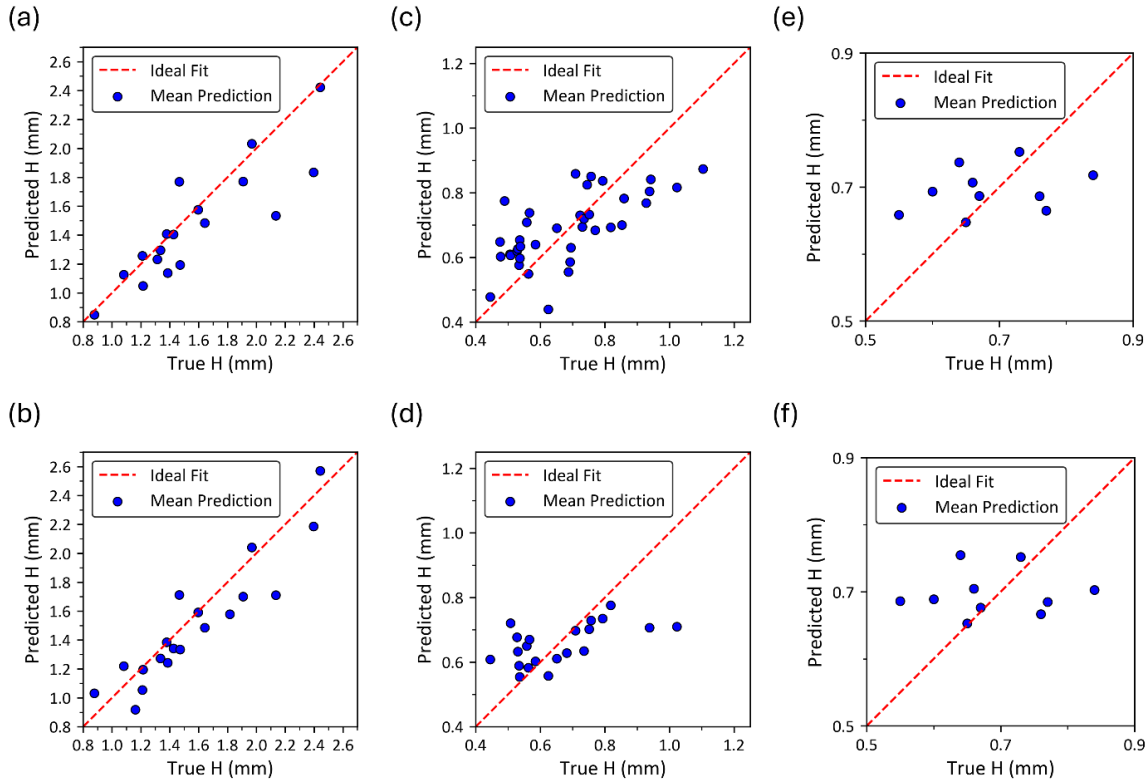 (a)
Predicted H (mm)
2.6
2.4
2.2
2.0
1.8
1.6
1.4
1.2
1.0
0.8
Ideal Fit
Mean Prediction
0.8 1.0 1.2 1.4 1.6 1.8 2.0 2.2 2.4 2.6
True H (mm)
(c)
Predicted H (mm)
1.2
1.0
0.8
0.6
0.4
Ideal Fit
Mean Prediction
0.4 0.6 0.8 1.0 1.2
True H (mm)
(e)
Predicted H (mm)
0.9
0.7
0.5
Ideal Fit
Mean Prediction
0.5 0.7 0.9
True H (mm)
(b)
Predicted H (mm)
2.6
2.4
2.2
2.0
1.8
1.6
1.4
1.2
1.0
0.8
Ideal Fit
Mean Prediction
0.8 1.0 1.2 1.4 1.6 1.8 2.0 2.2 2.4 2.6
True H (mm)
(d)
Predicted H (mm)
1.2
1.0
0.8
0.6
0.4
Ideal Fit
Mean Prediction
0.4 0.6 0.8 1.0 1.2
True H (mm)
(f)
Predicted H (mm)
0.9
0.7
0.5
Ideal Fit
Mean Prediction
0.5 0.7 0.9
True H (mm)